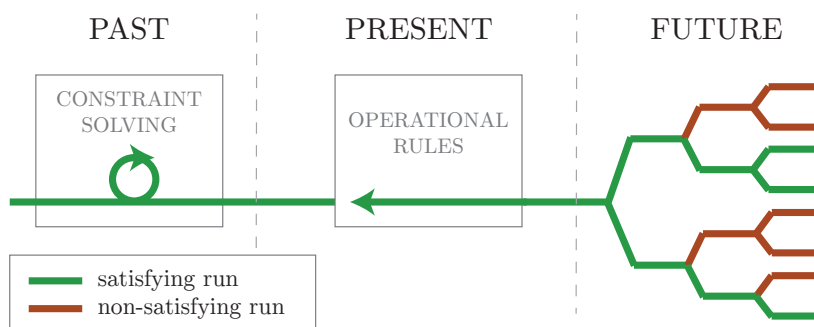 PAST
PRESENT
FUTURE
CONSTRAINT
SOLVING
OPERATIONAL
RULES
satisfying run
non-satisfying run